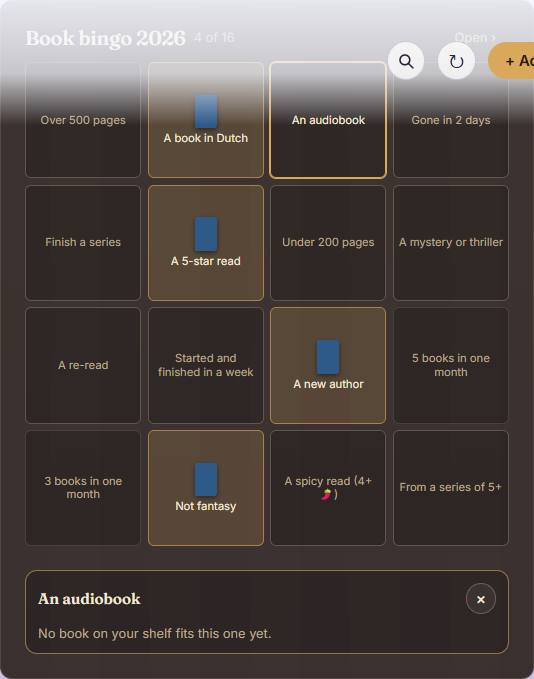 Book bingo 2026 4 of 16 Open ›
+ Ad
Over 500 pages
A book in Dutch
An audiobook
Gone in 2 days
Finish a series
A 5-star read
Under 200 pages
A mystery or thriller
A re-read
Started and
finished in a week
A new author
5 books in one
month
3 books in one
month
Not fantasy
A spicy read (4+
🌶️)
From a series of 5+
An audiobook
×
No book on your shelf fits this one yet.